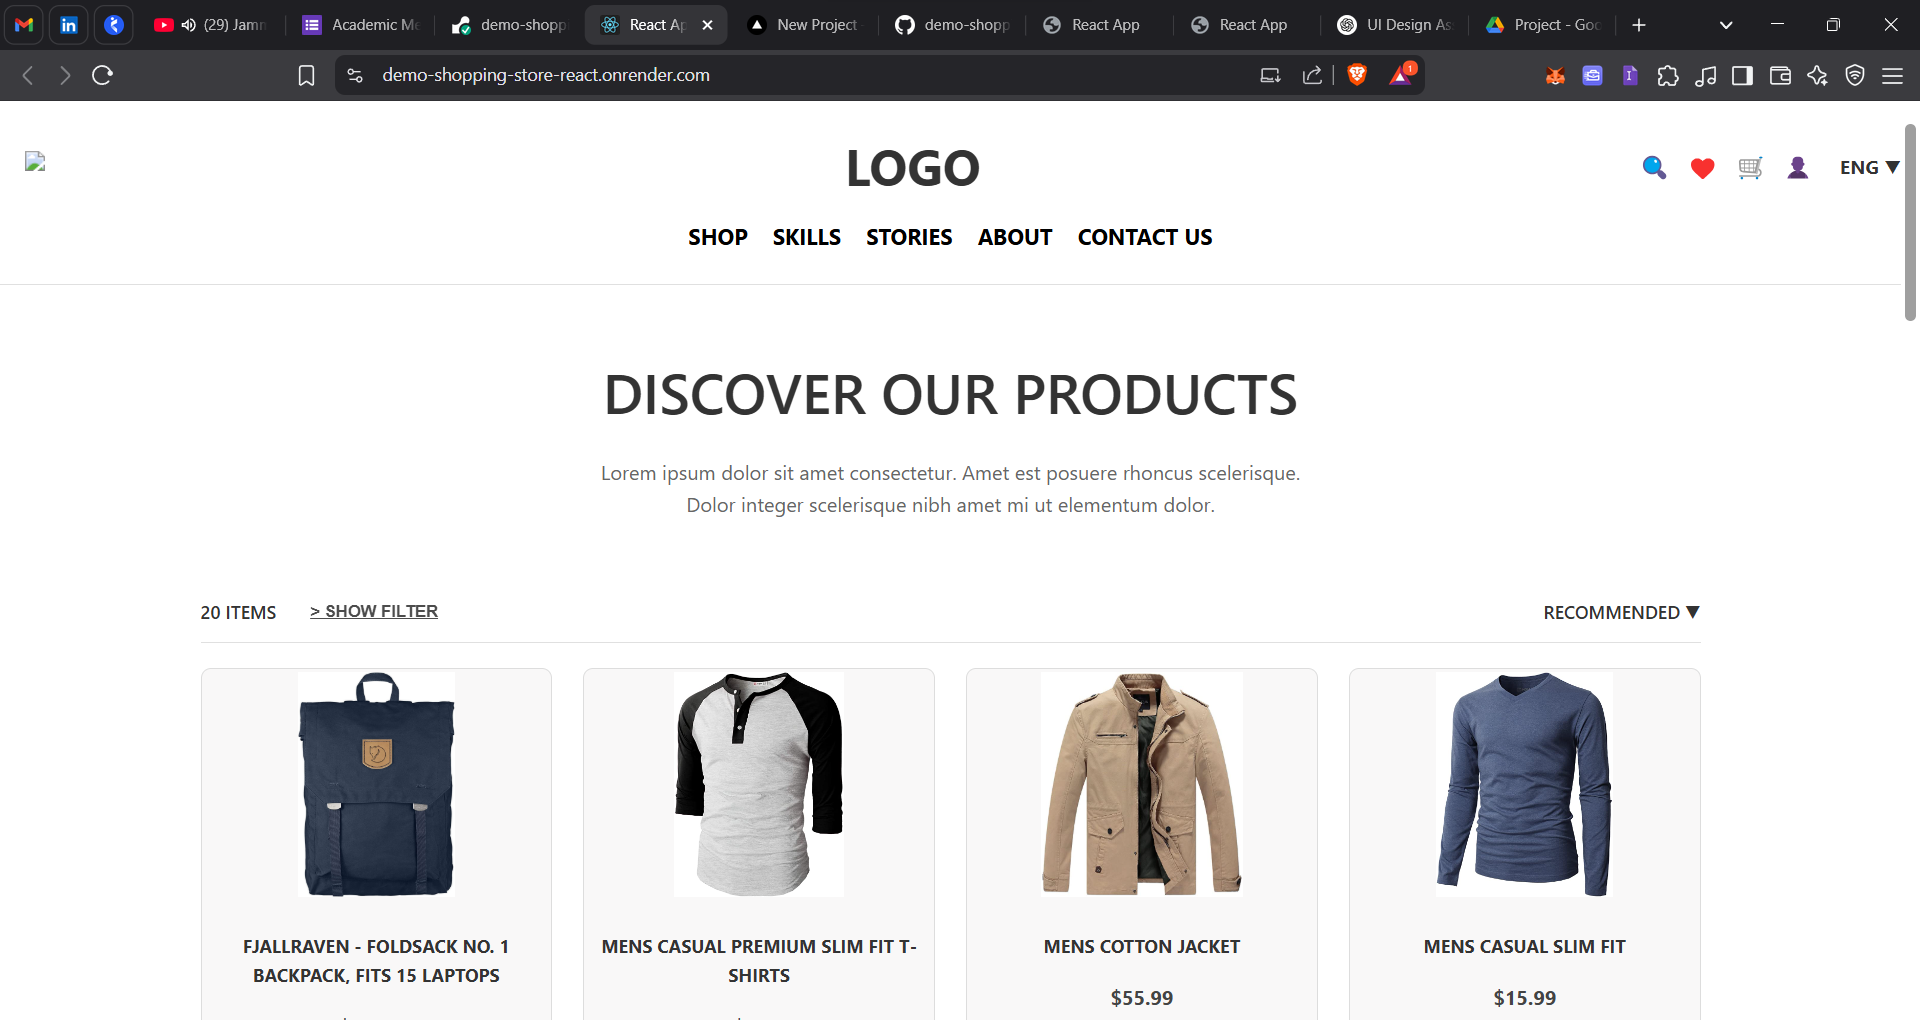 (29) Jamm
Academic Me
demo-shopp
React Ap
New Project
demo-shopp
React App
React App
UI Design As
Project - Goo
demo-shopping-store-react.onrender.com
1
LOGO
ENG ▼
SHOP SKILLS STORIES ABOUT CONTACT US
DISCOVER OUR PRODUCTS
Lorem ipsum dolor sit amet consectetur. Amet est posuere rhoncus scelerisque.
Dolor integer scelerisque nibh amet mi ut elementum dolor.
20 ITEMS
> SHOW FILTER
RECOMMENDED ▼
FJALLRAVEN - FOLDSACK NO. 1
BACKPACK, FITS 15 LAPTOPS
MENS CASUAL PREMIUM SLIM FIT T-
SHIRTS
MENS COTTON JACKET
$55.99
MENS CASUAL SLIM FIT
$15.99